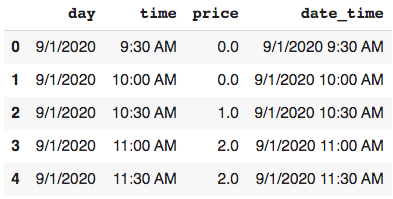 day time price date_time
0 9/1/2020 9:30 AM 0.0 9/1/2020 9:30 AM
1 9/1/2020 10:00 AM 0.0 9/1/2020 10:00 AM
2 9/1/2020 10:30 AM 1.0 9/1/2020 10:30 AM
3 9/1/2020 11:00 AM 2.0 9/1/2020 11:00 AM
4 9/1/2020 11:30 AM 2.0 9/1/2020 11:30 AM